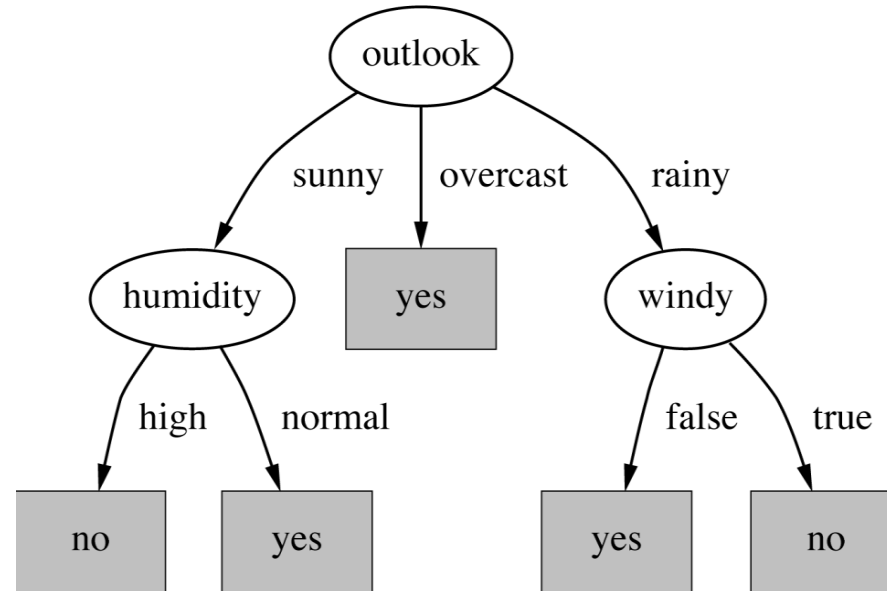 outlook
sunny overcast rainy
humidity yes windy
high normal false true
no yes yes no